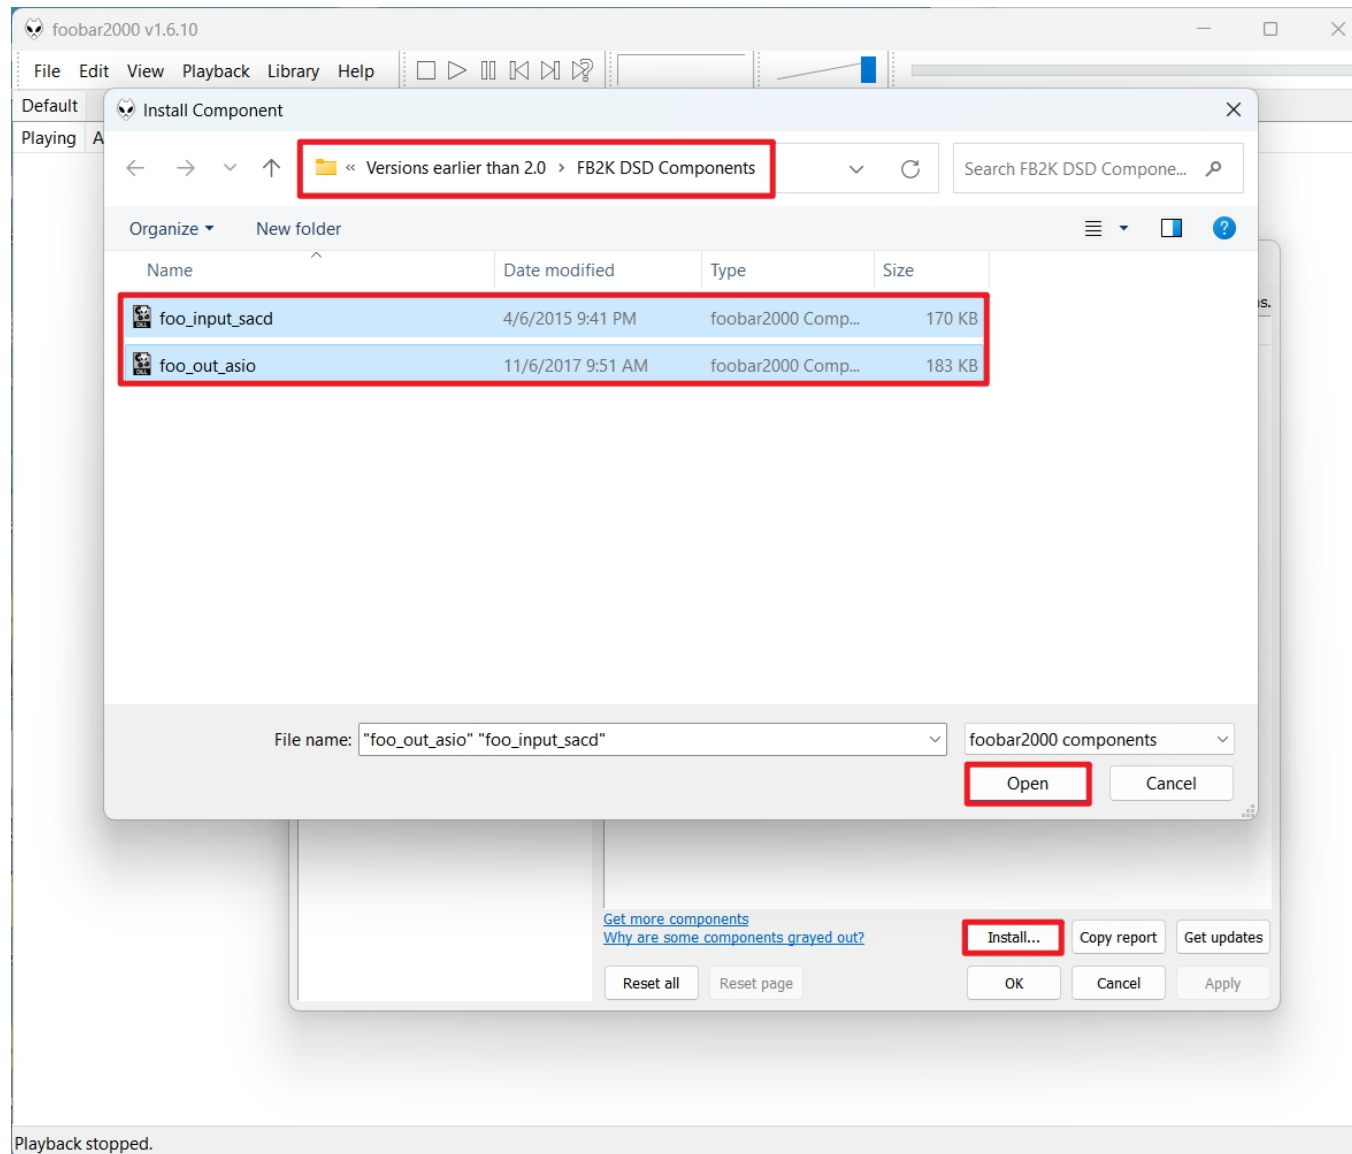 foobar2000 v1.6.10
File Edit View Playback Library Help
Default
Install Component
Playing A
« Versions earlier than 2.0 > FB2K DSD Components
Search FB2K DSD Compone...
Organize New folder
Name Date modified Type Size
s.
foo_input_sacd 4/6/2015 9:41 PM foobar2000 Comp... 170 KB
foo_out_asio 11/6/2017 9:51 AM foobar2000 Comp... 183 KB
File name: "foo_out_asio" "foo_input_sacd" foobar2000 components
Open Cancel
Get more components
Why are some components grayed out?
Install... Copy report Get updates
Reset all Reset page OK Cancel Apply
Playback stopped.